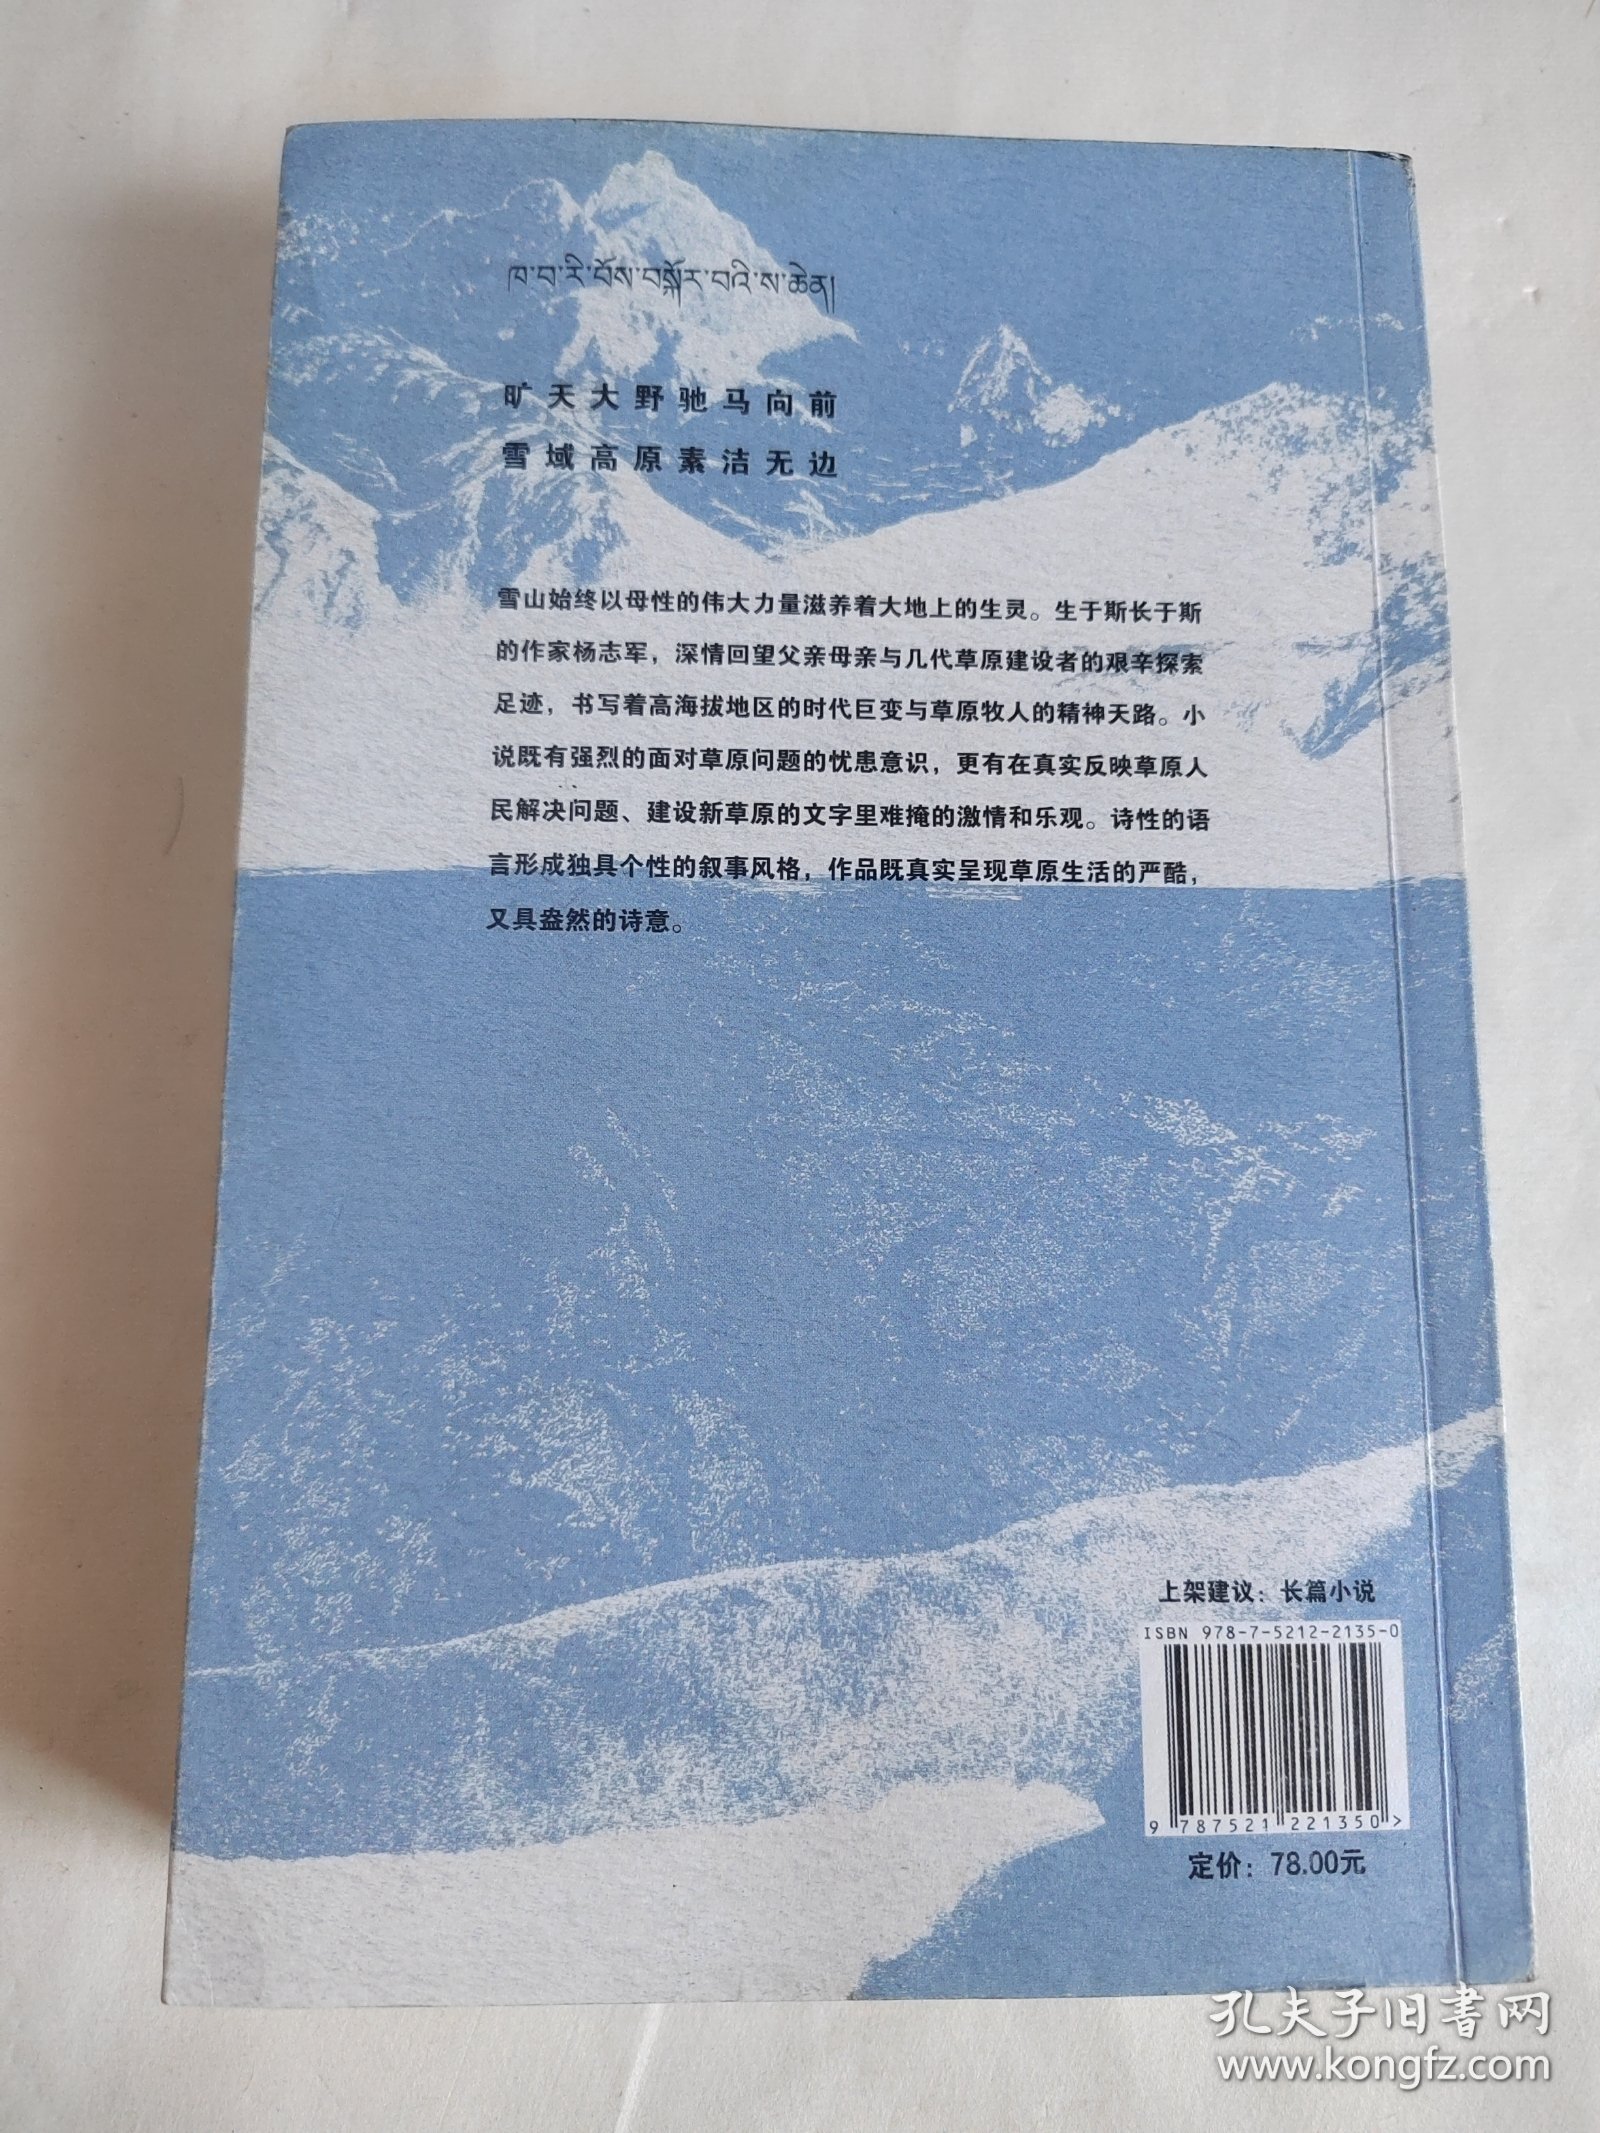 ཁ་བ་རི་བོས་བསྐོར་བའི་ས་ཆེན།
旷天大野驰马向前
雪域高原素洁无边
雪山始终以母性的伟大力量滋养着大地上的生灵。生于斯长于斯
的作家杨志军，深情回望父亲母亲与几代草原建设者的艰辛探索
足迹，书写着高海拔地区的时代巨变与草原牧人的精神天路。小
说既有强烈的面对草原问题的忧患意识，更有在真实反映草原人
民解决问题、建设新草原的文字里难掩的激情和乐观。诗性的语
言形成独具个性的叙事风格，作品既真实呈现草原生活的严酷，
又具盎然的诗意。
上架建议：长篇小说
ISBN 978-7-5212-2135-0
9 787521 221350>
定价：78.00元
孔夫子旧书网
www.kongfz.com